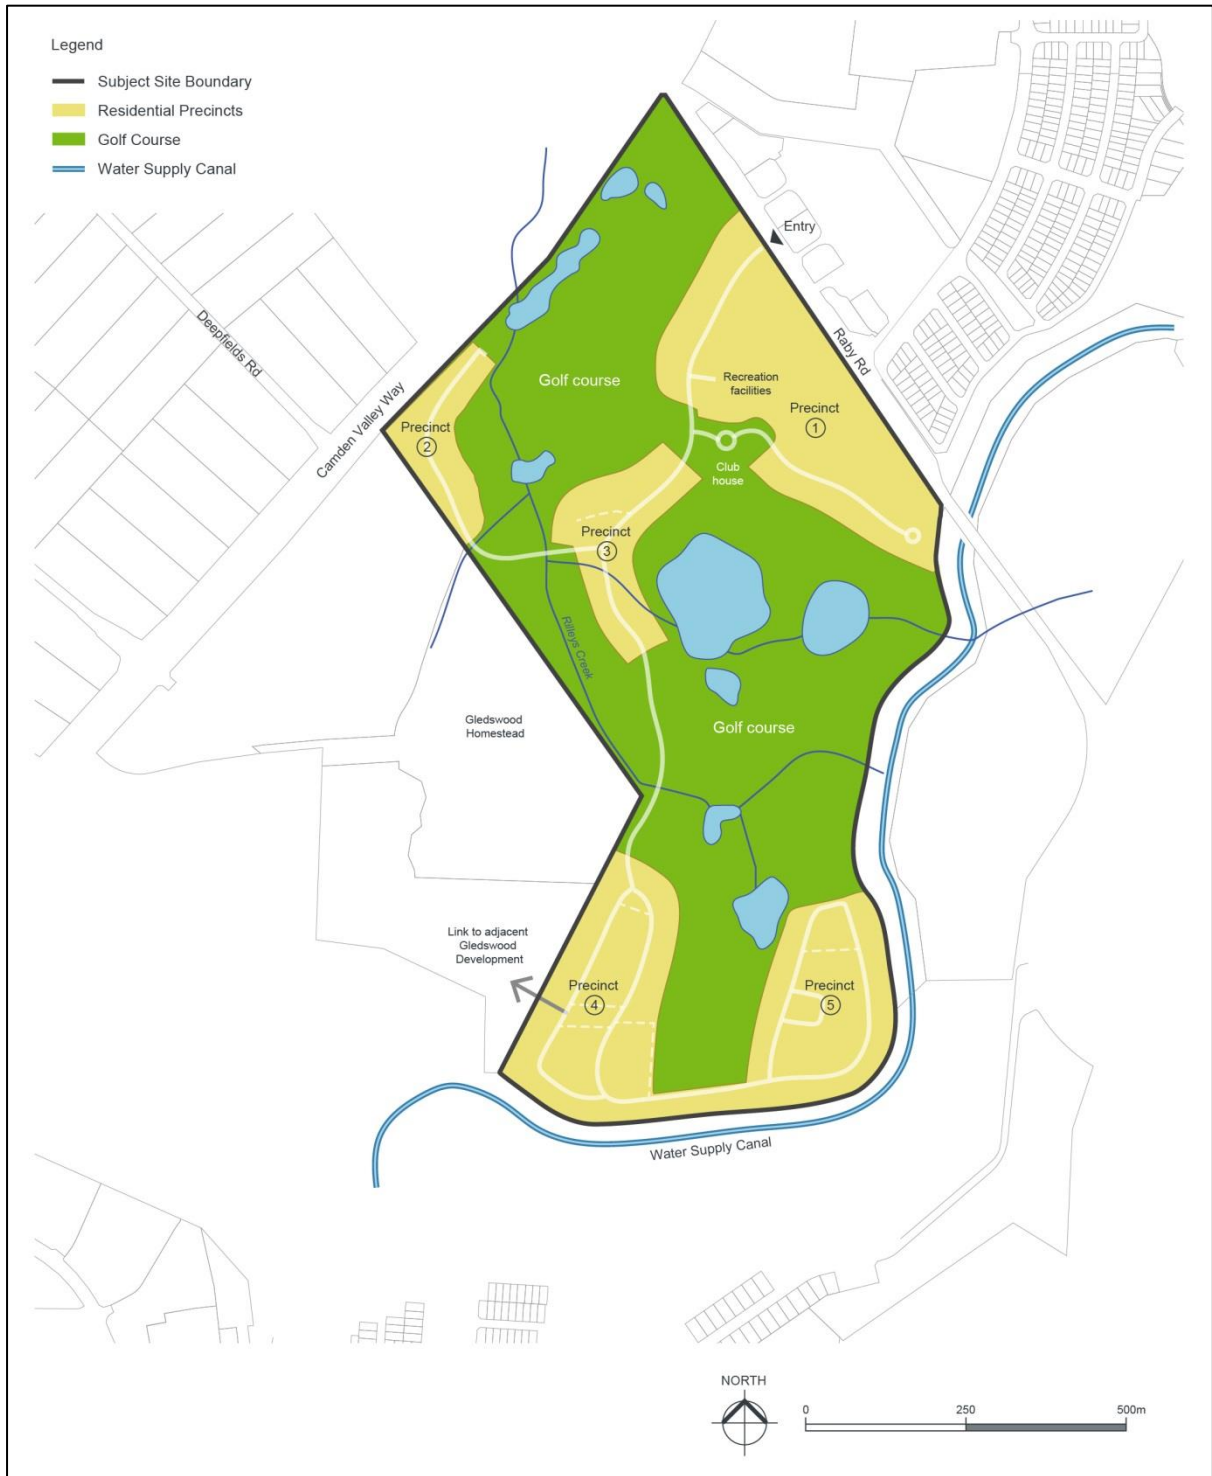 Legend
Subject Site Boundary
Residential Precincts
Golf Course
Water Supply Canal
Entry
Deepfields Rd
Raby Rd
Camden Valley Way
Golf course
Recreation
facilities
Precinct
1
Precinct
2
Club
house
Precinct
3
Rilleys Creek
Gledswood
Homestead
Golf course
Link to adjacent
Gledswood
Development
Precinct
4
Precinct
5
Water Supply Canal
NORTH
0 250 500m